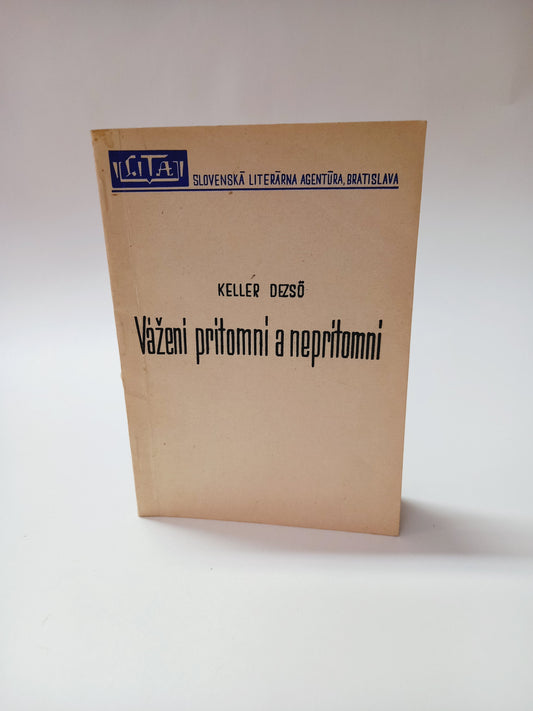 LITA
SLOVENSKÁ LITERÁRNA AGENTÚRA, BRATISLAVA
KELLER DEZSŐ
Vážení prítomní a neprítomní